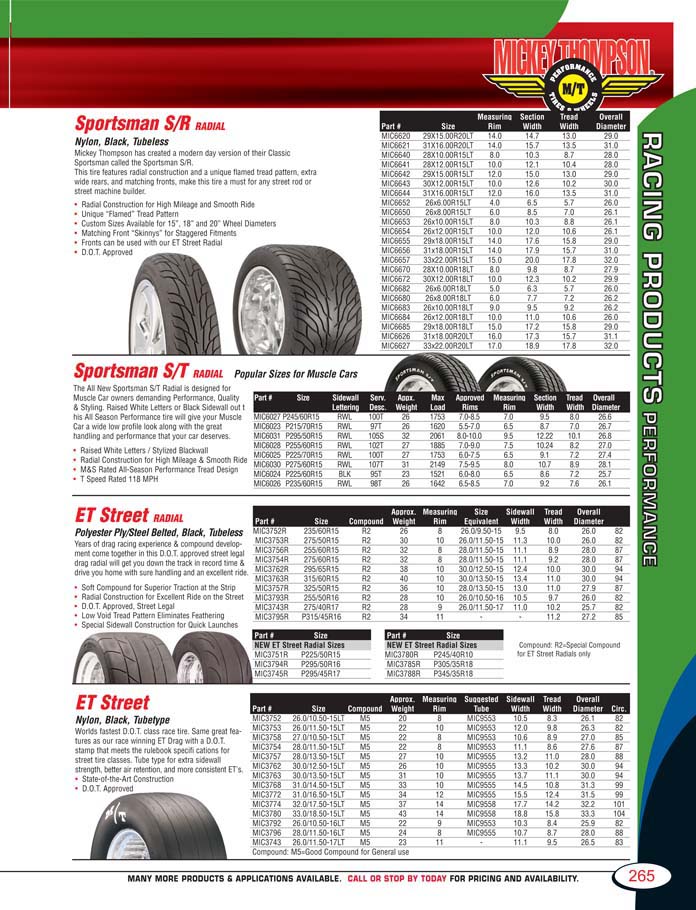 MICKEY THOMPSON
PERFORMANCE
M/T
TIRES & WHEELS
RACING PRODUCTS PERFORMANCE
Sportsman S/R RADIAL
Nylon, Black, Tubeless
Mickey Thompson has created a modern day version of their Classic
Sportsman called the Sportsman S/R.
This tire features radial construction and a unique flamed tread pattern, extra
wide rears, and matching fronts, make this tire a must for any street rod or
street machine builder.
• Radial Construction for High Mileage and Smooth Ride
• Unique "Flamed" Tread Pattern
• Custom Sizes Available for 15", 18" and 20" Wheel Diameters
• Matching Front "Skinnys" for Staggered Fitments
• Fronts can be used with our ET Street Radial
• D.O.T. Approved
Measuring Section Tread Overall
Part # Size Rim Width Width Diameter
MIC6620 29X15.00R20LT 14.0 14.7 13.0 29.0
MIC6621 31X16.00R20LT 14.0 15.7 13.5 31.0
MIC6640 28X10.00R15LT 8.0 10.3 8.7 28.0
MIC6641 28X12.00R15LT 10.0 12.1 10.4 28.0
MIC6642 29X15.00R15LT 12.0 15.0 13.0 29.0
MIC6643 30X12.00R15LT 10.0 12.6 10.2 30.0
MIC6644 31X16.00R15LT 12.0 16.0 13.5 31.0
MIC6652 26x6.00R15LT 4.0 6.5 5.7 26.0
MIC6650 26x8.00R15LT 6.0 8.5 7.0 26.1
MIC6653 26x10.00R15LT 8.0 10.3 8.8 26.1
MIC6654 26x12.00R15LT 10.0 12.0 10.6 26.1
MIC6655 29x18.00R15LT 14.0 17.6 15.8 29.0
MIC6656 31x18.00R15LT 14.0 17.9 15.7 31.0
MIC6657 33x22.00R15LT 15.0 20.0 17.8 32.0
MIC6670 28X10.00R18LT 8.0 9.8 8.7 27.9
MIC6672 30X12.00R18LT 10.0 12.3 10.2 29.9
MIC6682 26x6.00R18LT 5.0 6.3 5.7 26.0
MIC6680 26x8.00R18LT 6.0 7.7 7.2 26.2
MIC6683 26x10.00R18LT 9.0 9.5 9.2 26.2
MIC6684 26x12.00R18LT 10.0 11.0 10.6 26.0
MIC6685 29x18.00R18LT 15.0 17.2 15.8 29.0
MIC6626 31x18.00R20LT 16.0 17.3 15.7 31.1
MIC6627 33x22.00R20LT 17.0 18.9 17.8 32.0
Sportsman S/T RADIAL Popular Sizes for Muscle Cars
The All New Sportsman S/T Radial is designed for
Muscle Car owners demanding Performance, Quality
& Styling. Raised White Letters or Black Sidewall out t
his All Season Performance tire will give your Muscle
Car a wide low profile look along with the great
handling and performance that your car deserves.
• Raised White Letters / Stylized Blackwall
• Radial Construction for High Mileage & Smooth Ride
• M&S Rated All-Season Performance Tread Design
• T Speed Rated 118 MPH
SPORTSMAN S/T
SPORTSMAN S/T
Part # Size Sidewall Serv. Appx. Max Approved Measuring Section Tread Overall
Lettering Desc. Weight Load Rims Rim Width Width Diameter
MIC6027 P245/60R15 RWL 100T 26 1753 7.0-8.5 7.0 9.5 8.0 26.6
MIC6023 P215/70R15 RWL 97T 26 1620 5.5-7.0 6.5 8.7 7.0 26.7
MIC6031 P295/50R15 RWL 105S 32 2061 8.0-10.0 9.5 12.22 10.1 26.8
MIC6028 P255/60R15 RWL 102T 27 1885 7.0-9.0 7.5 10.24 8.2 27.0
MIC6025 P225/70R15 RWL 100T 27 1753 6.0-7.5 6.5 9.1 7.2 27.4
MIC6030 P275/60R15 RWL 107T 31 2149 7.5-9.5 8.0 10.7 8.9 28.1
MIC6024 P225/60R15 BLK 95T 23 1521 6.0-8.0 6.5 8.6 7.2 25.7
MIC6026 P235/60R15 RWL 98T 26 1642 6.5-8.5 7.0 9.2 7.6 26.1
ET Street RADIAL
Polyester Ply/Steel Belted, Black, Tubeless
Years of drag racing experience & compound develop-
ment come together in this D.O.T. approved street legal
drag radial will get you down the track in record time &
drive you home with sure handling and an excellent ride.
• Soft Compound for Superior Traction at the Strip
• Radial Construction for Excellent Ride on the Street
• D.O.T. Approved, Street Legal
• Low Void Tread Pattern Eliminates Feathering
• Special Sidewall Construction for Quick Launches
Approx. Measuring Size Sidewall Tread Overall
Part # Size Compound Weight Rim Equivalent Width Width Diameter
MIC3752R 235/60R15 R2 26 8 26.0/9.50-15 9.5 8.0 26.0 82
MIC3753R 275/50R15 R2 30 10 26.0/11.50-15 11.3 10.0 26.0 82
MIC3756R 255/60R15 R2 32 8 28.0/11.50-15 11.1 8.9 28.0 87
MIC3754R 275/60R15 R2 32 8 28.0/11.50-15 11.1 9.2 28.0 87
MIC3762R 295/65R15 R2 38 10 30.0/12.50-15 12.4 10.0 30.0 94
MIC3763R 315/60R15 R2 40 10 30.0/13.50-15 13.4 11.0 30.0 94
MIC3757R 325/50R15 R2 36 10 28.0/13.50-15 13.0 11.0 27.9 87
MIC3793R 255/50R16 R2 28 10 26.0/10.50-16 10.5 9.7 26.0 82
MIC3743R 275/40R17 R2 28 9 26.0/11.50-17 11.0 10.2 25.7 82
MIC3795R P315/45R16 R2 34 11 - - 11.2 27.2 85
Part # Size
NEW ET Street Radial Sizes
MIC3751R P225/50R15
MIC3794R P295/50R16
MIC3745R P295/45R17
Part # Size
NEW ET Street Radial Sizes
MIC3780R P245/40R10
MIC3785R P305/35R18
MIC3788R P345/35R18
Compound: R2=Special Compound
for ET Street Radials only
ET Street
Nylon, Black, Tubetype
Worlds fastest D.O.T. class race tire. Same great fea-
tures as our race winning ET Drag with a D.O.T.
stamp that meets the rulebook specifi cations for
street tire classes. Tube type for extra sidewall
strength, better air retention, and more consistent ET's.
• State-of-the-Art Construction
• D.O.T. Approved
M/T
Approx. Measuring Suggested Sidewall Tread Overall
Part # Size Compound Weight Rim Tube Width Width Diameter Circ.
MIC3752 26.0/10.50-15LT M5 20 8 MIC9553 10.5 8.3 26.1 82
MIC3753 26.0/11.50-15LT M5 22 10 MIC9553 12.0 9.8 26.3 82
MIC3758 27.0/10.50-15LT M5 22 8 MIC9553 10.6 8.9 27.0 85
MIC3754 28.0/11.50-15LT M5 22 8 MIC9553 11.1 8.6 27.6 87
MIC3757 28.0/13.50-15LT M5 27 10 MIC9555 13.2 11.0 28.0 88
MIC3762 30.0/12.50-15LT M5 26 10 MIC9555 13.3 10.2 30.0 94
MIC3763 30.0/13.50-15LT M5 31 10 MIC9555 13.7 11.1 30.0 94
MIC3768 31.0/14.50-15LT M5 33 10 MIC9555 14.5 10.8 31.3 99
MIC3772 31.0/16.50-15LT M5 34 12 MIC9555 15.5 12.4 31.5 99
MIC3774 32.0/17.50-15LT M5 37 14 MIC9558 17.7 14.2 32.2 101
MIC3780 33.0/18.50-15LT M5 43 14 MIC9558 18.8 15.8 33.3 104
MIC3792 26.0/10.50-16LT M5 22 9 MIC9553 10.3 8.4 25.9 82
MIC3796 28.0/11.50-16LT M5 24 8 MIC9555 10.7 8.7 28.0 88
MIC3743 26.0/11.50-17LT M5 23 11 - 11.1 9.5 26.5 83
Compound: M5=Good Compound for General use
MANY MORE PRODUCTS & APPLICATIONS AVAILABLE. CALL OR STOP BY TODAY FOR PRICING AND AVAILABILITY.
265